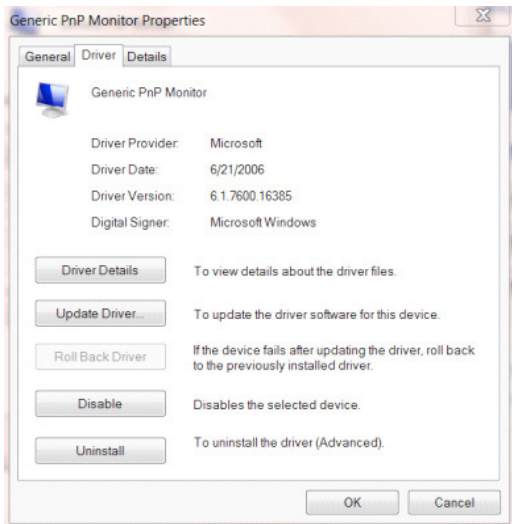 Generic PnP Monitor Properties
General Driver Details
Generic PnP Monitor
Driver Provider: Microsoft
Driver Date: 6/21/2006
Driver Version: 6.1.7600.16385
Digital Signer: Microsoft Windows
Driver Details To view details about the driver files.
Update Driver... To update the driver software for this device.
Roll Back Driver If the device fails after updating the driver, roll back
to the previously installed driver.
Disable Disables the selected device.
Uninstall To uninstall the driver (Advanced).
OK Cancel